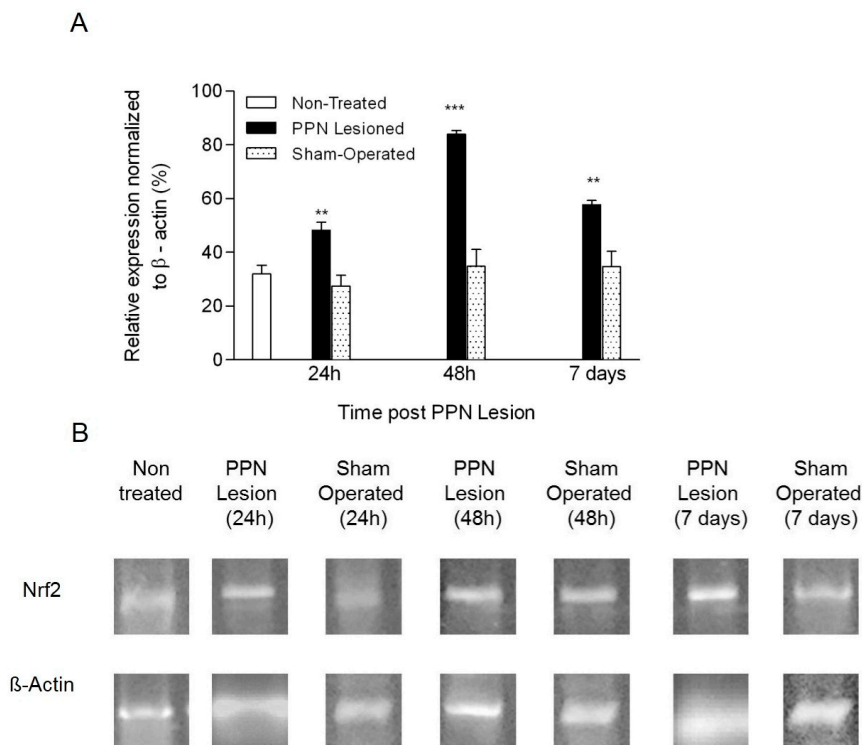 A
Relative expression normalized
to β - actin (%)
100
80
60
40
20
0
Non-Treated
PPN Lesioned
Sham-Operated
**
***
**
24h
48h
7 days
Time post PPN Lesion
B
Non
treated
PPN
Lesion
(24h)
Sham
Operated
(24h)
PPN
Lesion
(48h)
Sham
Operated
(48h)
PPN
Lesion
(7 days)
Sham
Operated
(7 days)
Nrf2
ß-Actin